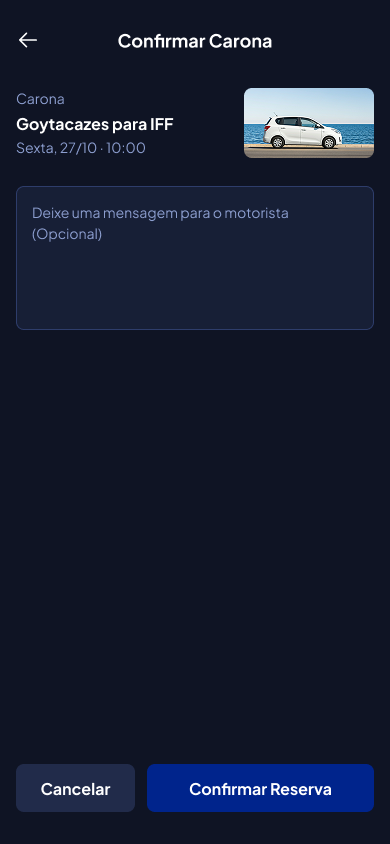 Confirmar Carona
Carona
Goytacazes para IFF
Sexta, 27/10 · 10:00
Deixe uma mensagem para o motorista
(Opcional)
Cancelar
Confirmar Reserva